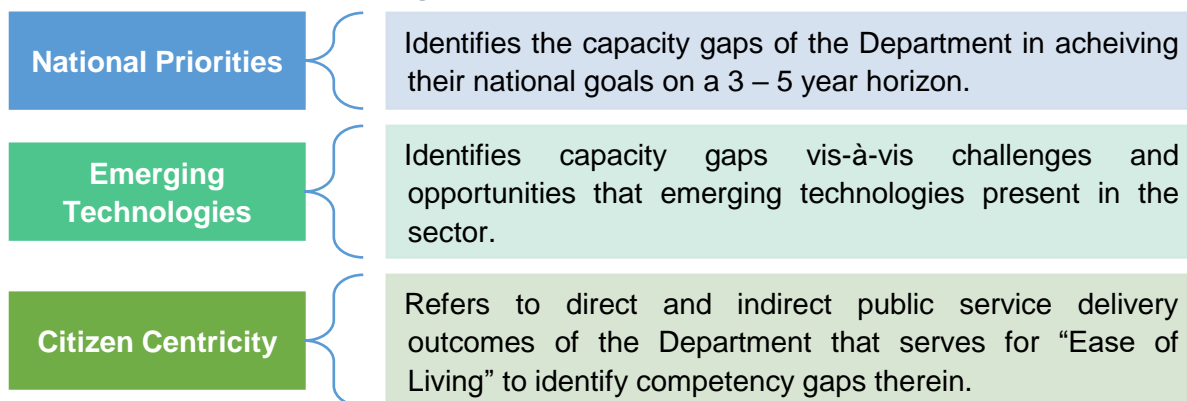 National Priorities
Identifies the capacity gaps of the Department in acheiving
their national goals on a 3 – 5 year horizon.
Emerging
Technologies
Identifies capacity gaps vis-à-vis challenges and
opportunities that emerging technologies present in the
sector.
Citizen Centricity
Refers to direct and indirect public service delivery
outcomes of the Department that serves for “Ease of
Living” to identify competency gaps therein.